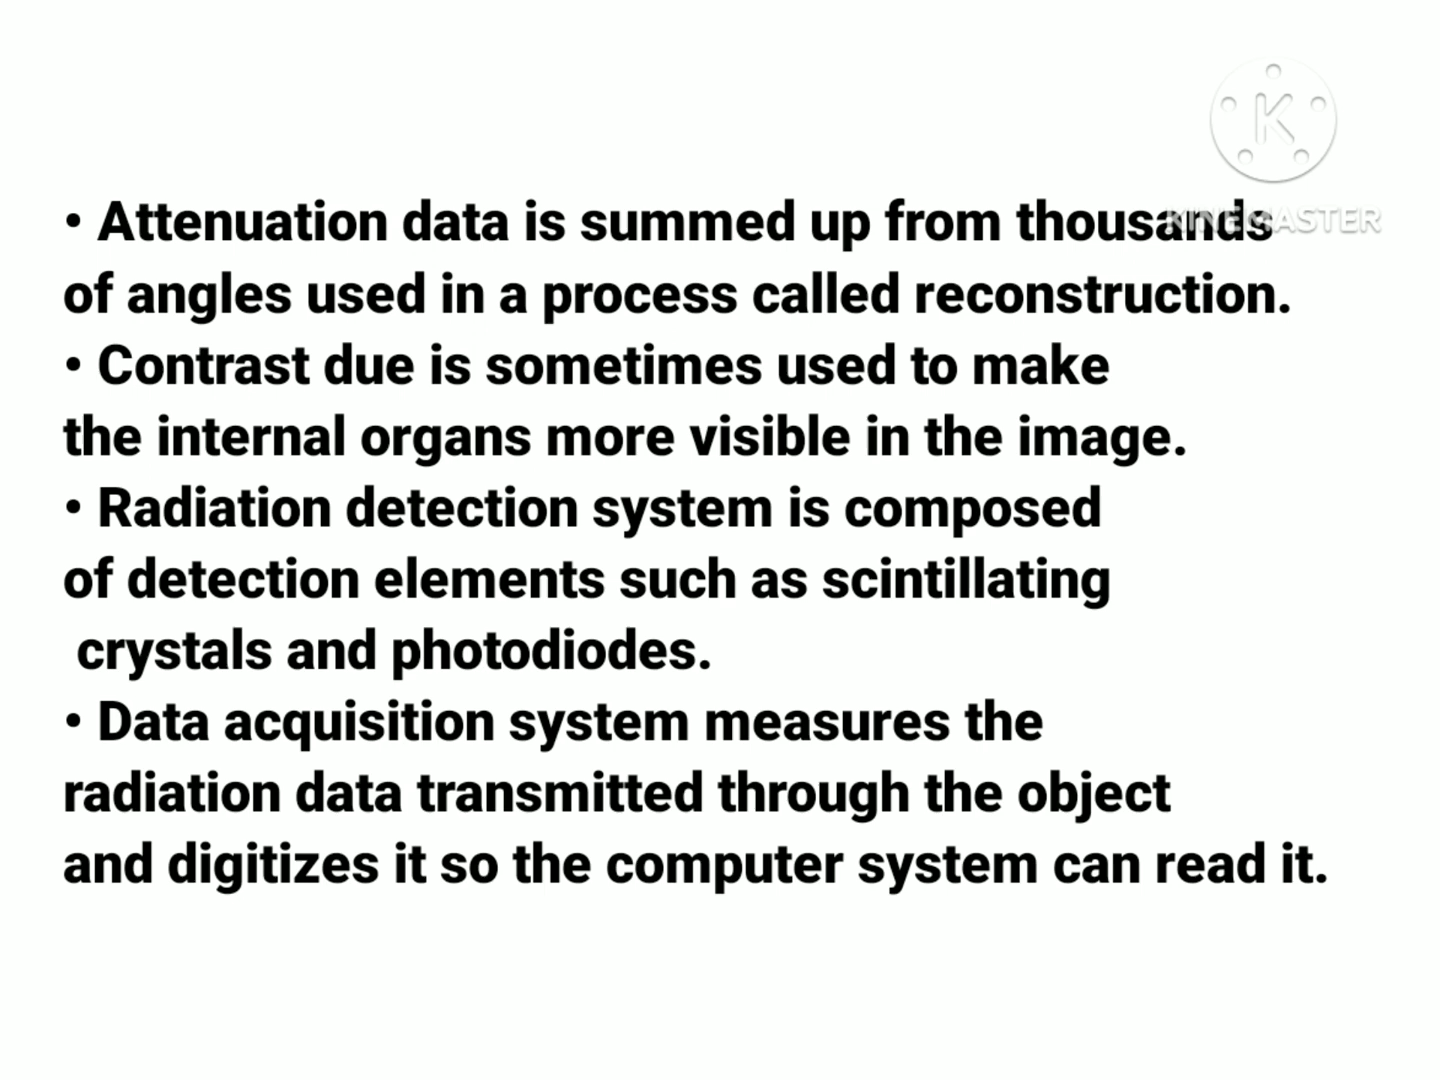 • Attenuation data is summed up from thousands
of angles used in a process called reconstruction.
• Contrast due is sometimes used to make
the internal organs more visible in the image.
• Radiation detection system is composed
of detection elements such as scintillating
crystals and photodiodes.
• Data acquisition system measures the
radiation data transmitted through the object
and digitizes it so the computer system can read it.
K
KINEMASTER